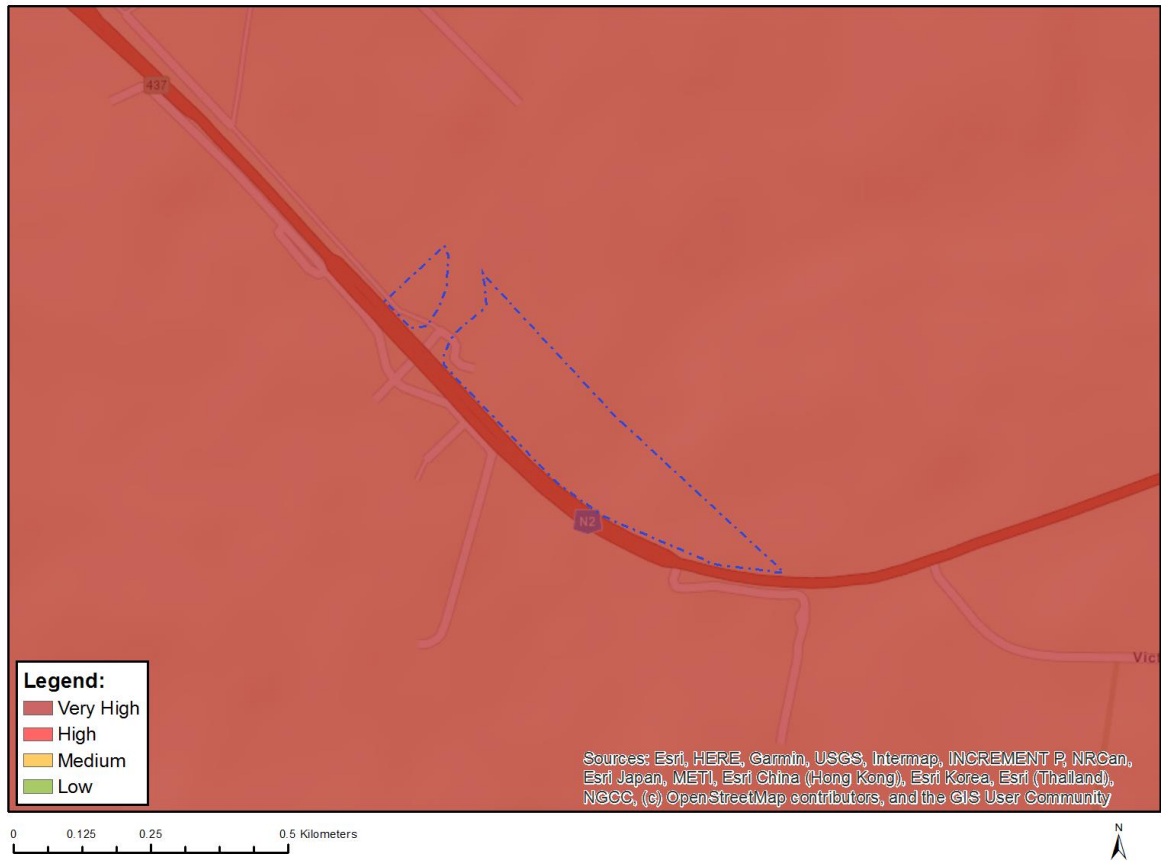 437
N2
Vict
Legend:
Very High
High
Medium
Low
Sources: Esri, HERE, Garmin, USGS, Intermap, INCREMENT P, NRCan,
Esri Japan, METI, Esri China (Hong Kong), Esri Korea, Esri (Thailand),
NGCC, (c) OpenStreetMap contributors, and the GIS User Community
0 0.125 0.25 0.5 Kilometers
N